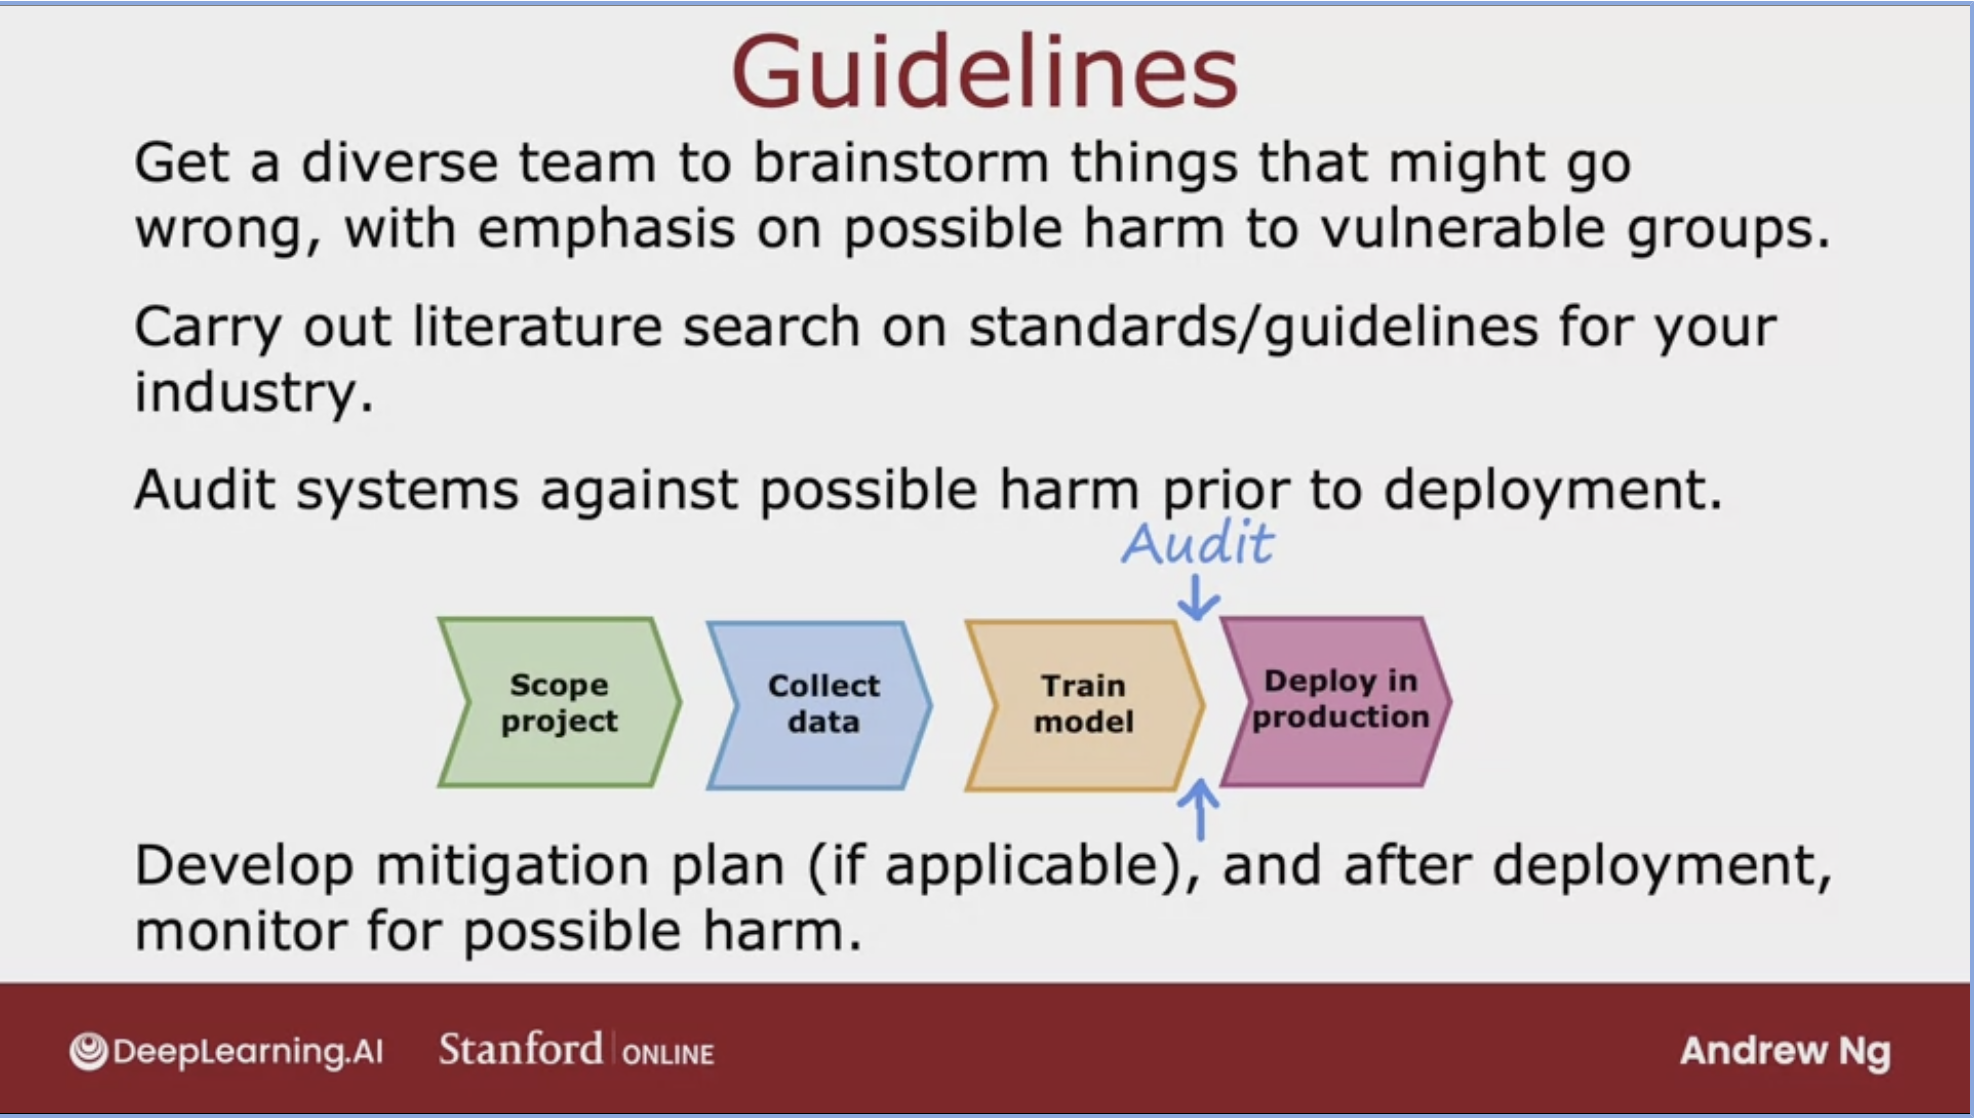 Guidelines
Get a diverse team to brainstorm things that might go
wrong, with emphasis on possible harm to vulnerable groups.
Carry out literature search on standards/guidelines for your
industry.
Audit systems against possible harm prior to deployment.
Audit
Scope
project
Collect
data
Train
model
Deploy in
production
Develop mitigation plan (if applicable), and after deployment,
monitor for possible harm.
DeepLearning.AI
Stanford | ONLINE
Andrew Ng